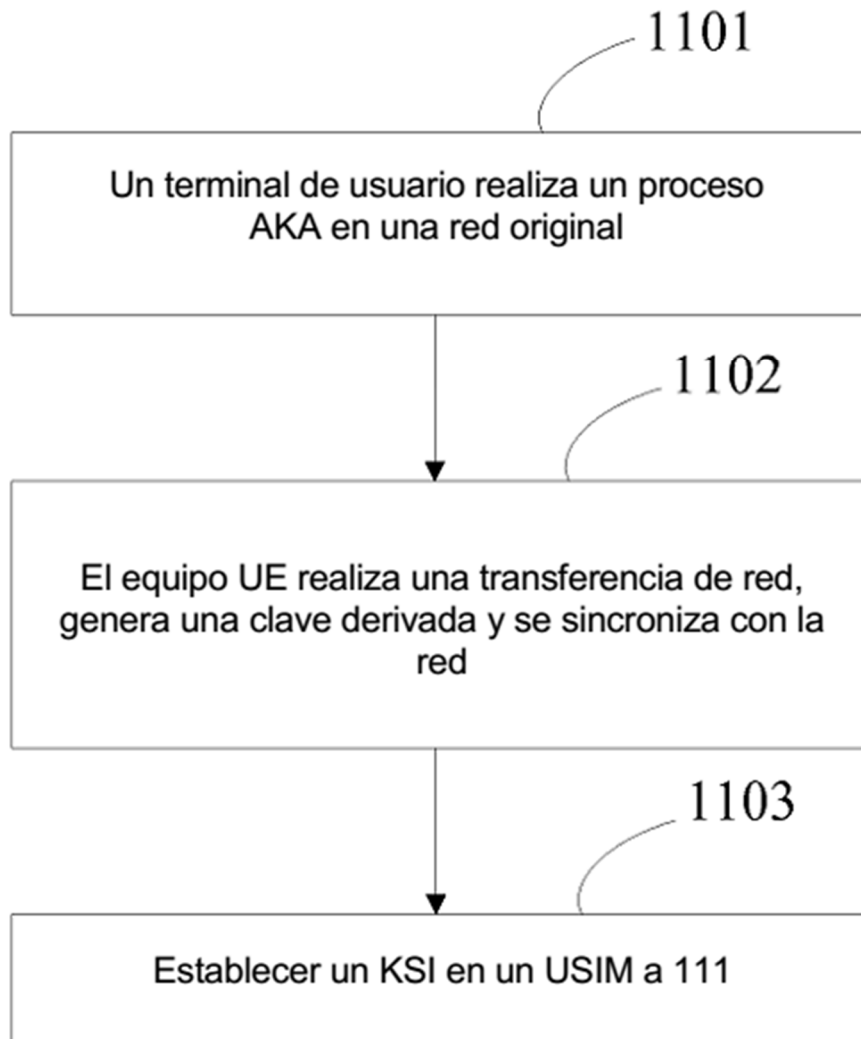 1101
Un terminal de usuario realiza un proceso
AKA en una red original
1102
El equipo UE realiza una transferencia de red,
genera una clave derivada y se sincroniza con la
red
1103
Establecer un KSI en un USIM a 111